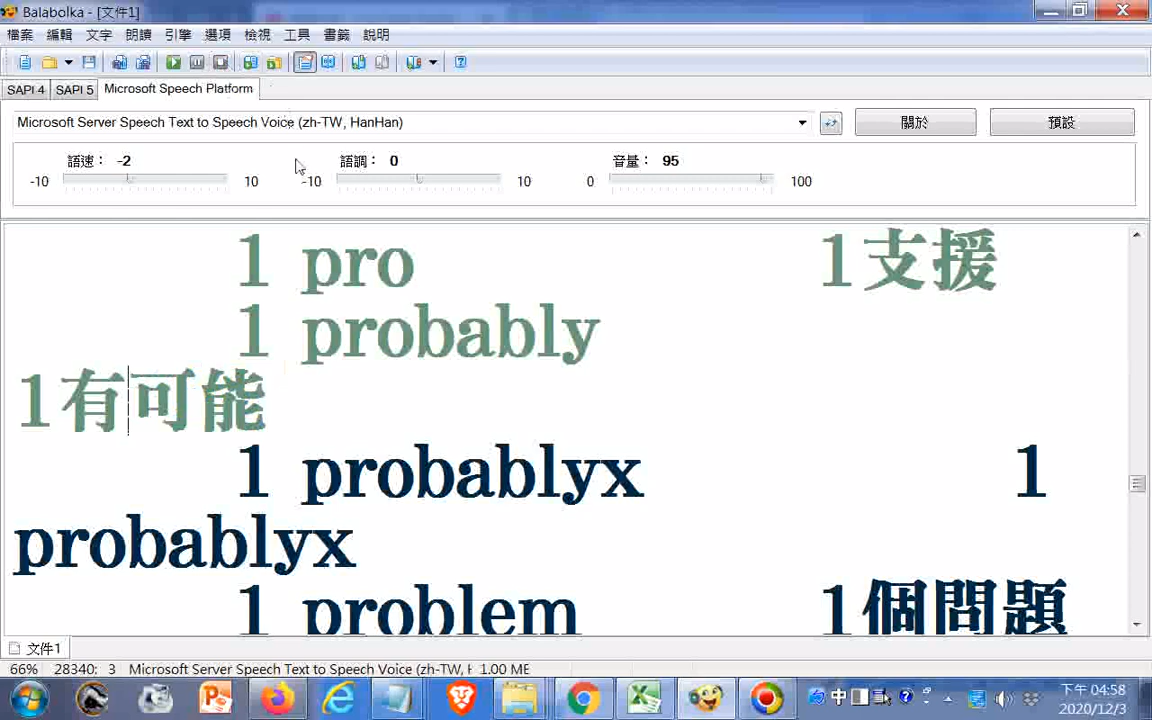 Balabolka - [文件1]
檔案 編輯 文字 朗讀 引擎 選項 檢視 工具 書籤 說明
SAPI 4 SAPI 5 Microsoft Speech Platform
Microsoft Server Speech Text to Speech Voice (zh-TW, HanHan) 關於 預設
語速： -2 語調： 0 音量： 95
-10 10 -10 10 0 100
1 pro 1支援
1 probably
1有可能
1 probablyx 1
probablyx
1 problem 1個問題
文件1
66% 28340: 3 Microsoft Server Speech Text to Speech Voice (zh-TW, 1.00 ME
中 下午 04:58
2020/12/3